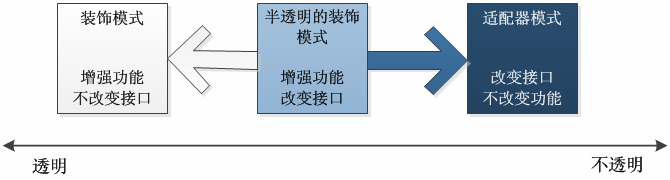 装饰模式
增强功能
不改变接口
半透明的装饰
模式
增强功能
改变接口
适配器模式
改变接口
不改变功能
透明
不透明